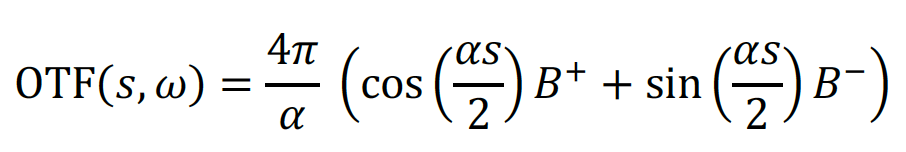 OTF(s, ω) = 4π/α (cos(αs/2) B⁺ + sin(αs/2) B⁻)